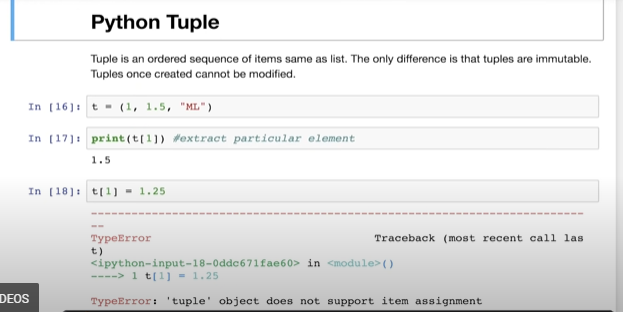 Python Tuple
Tuple is an ordered sequence of items same as list. The only difference is that tuples are immutable.
Tuples once created cannot be modified.
In [16]: t = (1, 1.5, "ML")
In [17]: print(t[1]) #extract particular element
1.5
In [18]: t[1] = 1.25
---------------------------------------------------------------------------
--
TypeError                                 Traceback (most recent call las
t)
<ipython-input-18-0ddc671fae60> in <module>()
----> 1 t[1] = 1.25
DEOS
TypeError: 'tuple' object does not support item assignment